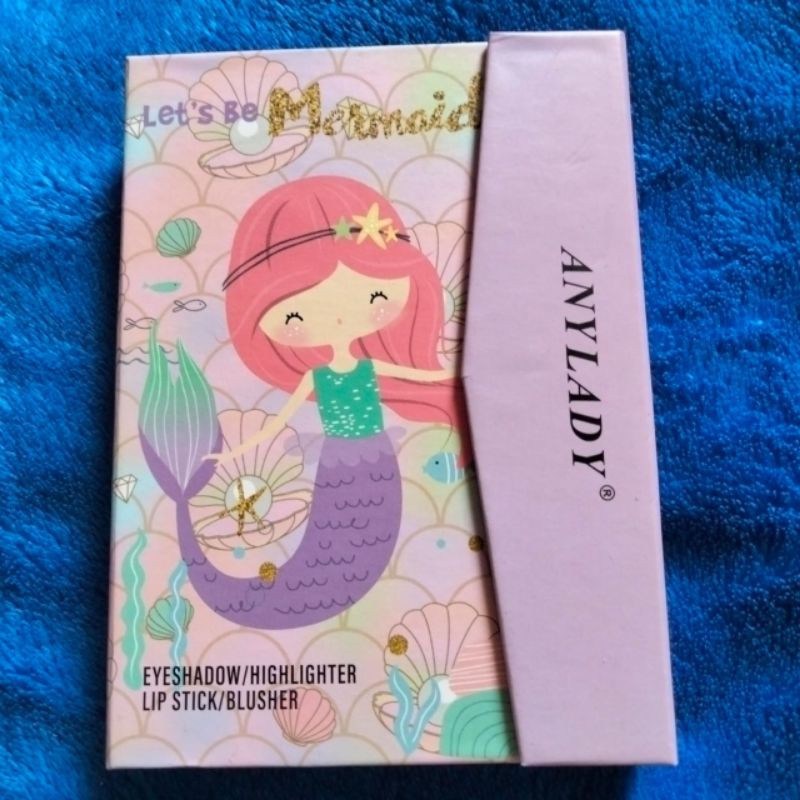 Let's Be Mermaid
ANYLADY®
EYESHADOW/HIGHLIGHTER
LIP STICK/BLUSHER